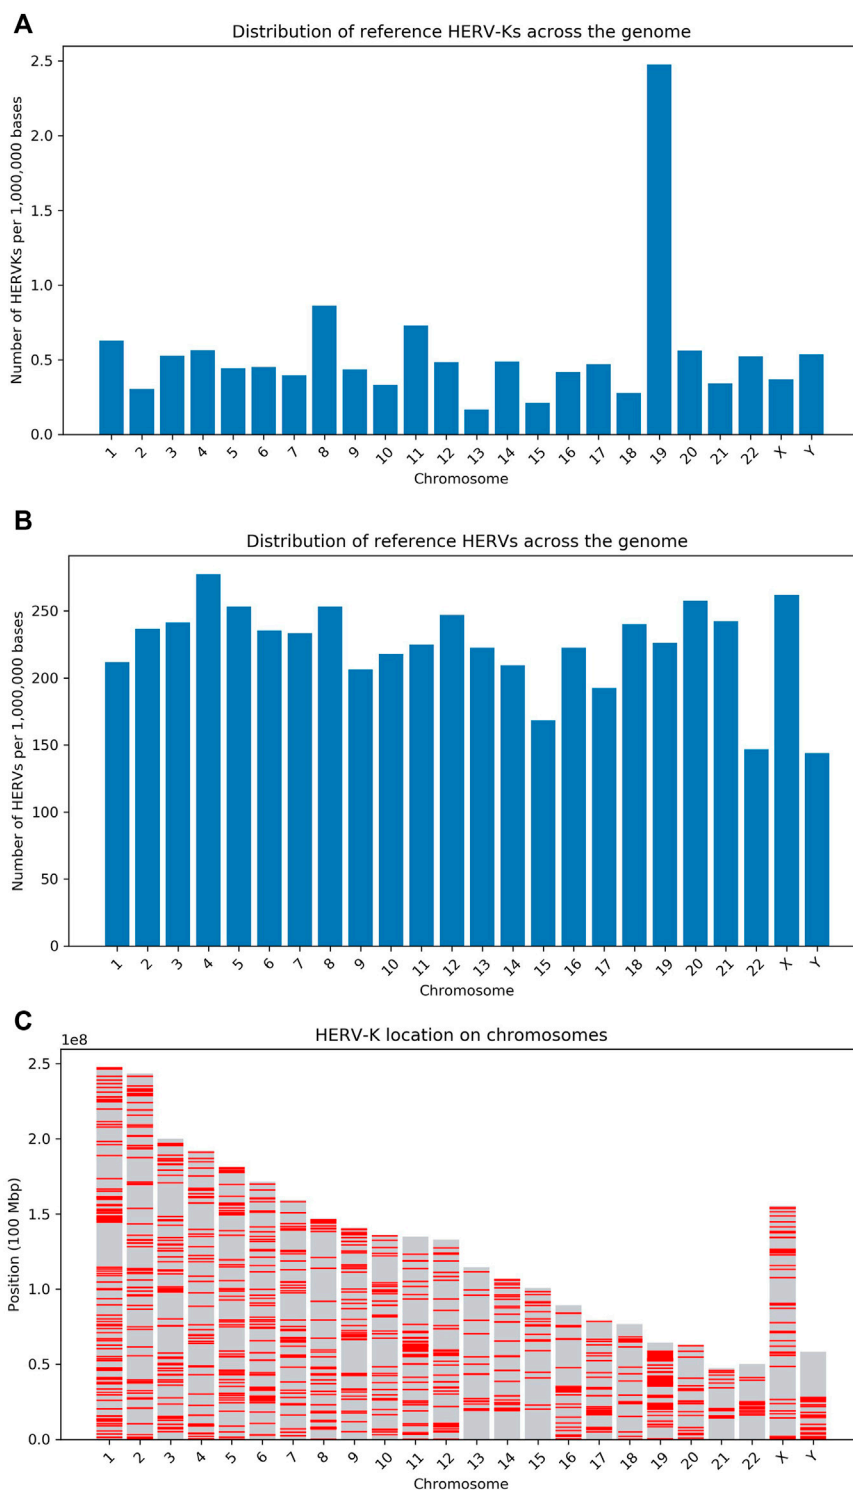 A
Distribution of reference HERV-Ks across the genome
Number of HERVKs per 1,000,000 bases
2.5
2.0
1.5
1.0
0.5
0.0
1 2 3 4 5 6 7 8 9 10 11 12 13 14 15 16 17 18 19 20 21 22 X Y
Chromosome
B
Distribution of reference HERVs across the genome
Number of HERVs per 1,000,000 bases
250
200
150
100
50
0
1 2 3 4 5 6 7 8 9 10 11 12 13 14 15 16 17 18 19 20 21 22 X Y
Chromosome
C
HERV-K location on chromosomes
1e8
Position (100 Mbp)
2.5
2.0
1.5
1.0
0.5
0.0
1 2 3 4 5 6 7 8 9 10 11 12 13 14 15 16 17 18 19 20 21 22 X Y
Chromosome